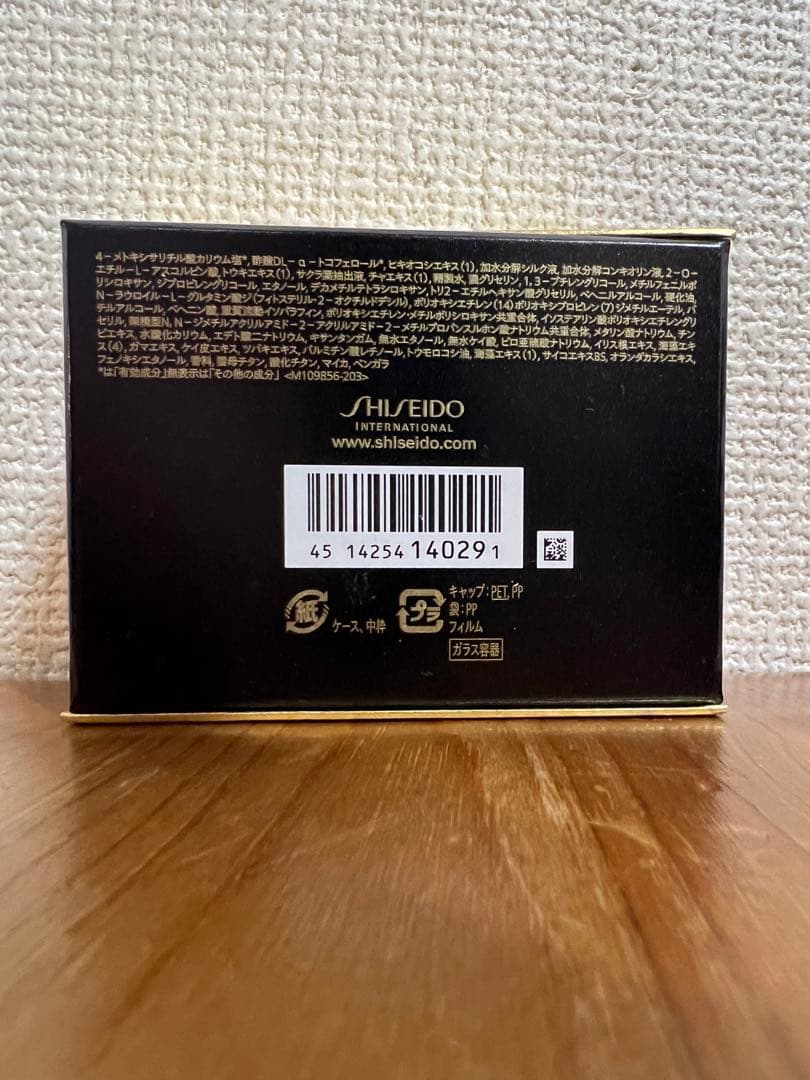 4-メトキシサリチル酸カリウム塩*, 酢酸DL-α-トコフェロール*, ヒキオコシエキス(1), 加水分解シルク液, 加水分解コンキオリン液, 2-O-
エチル-L-アスコルビン酸, トウキエキス(1), サクラ葉抽出液, チャエキス(1), 精製水, 濃グリセリン, 1,3-ブチレングリコール, メチルフェニルポ
リシロキサン, ジプロピレングリコール, エタノール, デカメチルテトラシロキサン, トリ2-エチルヘキサン酸グリセリル, ベヘニルアルコール, 硬化油,
N-ラウロイル-L-グルタミン酸ジ(フィトステリル・2-オクチルドデシル), ポリオキシエチレン(14)ポリオキシプロピレン(7)ジメチルエーテル, バ
チルアルコール, ベヘニン酸, 重質流動イソパラフィン, ポリオキシエチレン・メチルポリシロキサン共重合体, イソステアリン酸ポリオキシエチレングリ
セリル, 架橋型N,N-ジメチルアクリルアミド-2-アクリルアミド-2-メチルプロパンスルホン酸ナトリウム共重合体, メタリン酸ナトリウム, チン
ピエキス, 水酸化カリウム, エデト酸二ナトリウム, キサンタンガム, 無水エタノール, 無水ケイ酸, ピロ亜硫酸ナトリウム, イリス根エキス, 海藻エキ
ス(4), ガマエキス, ケイ皮エキス, ツバキエキス, パルミチン酸レチノール, トウモロコシ油, 海藻エキス(1), サイコエキスBS, オランダカラシエキス,
フェノキシエタノール, 香料, 酸化チタン, マイカ, ベンガラ
*は「有効成分」無表示は「その他の成分」 <M109856-203>
SHISEIDO
INTERNATIONAL
www.shiseido.com
45 14254 14029 1
紙
ケース, 中枠
プラ
キャップ:PET, PP
袋:PP
フィルム
ガラス容器